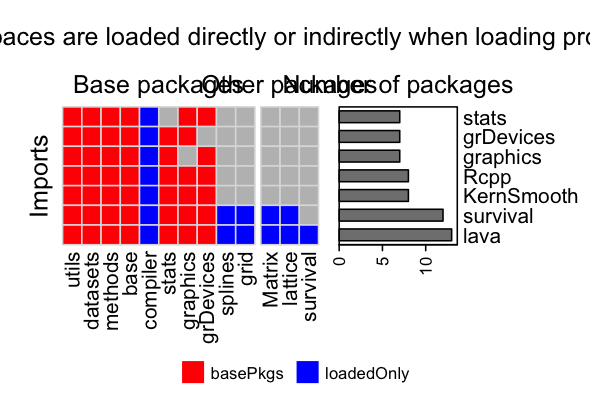 paces are loaded directly or indirectly when loading pro
Base packages Other packages Number of packages
Imports
stats
grDevices
graphics
Rcpp
KernSmooth
survival
lava
0 5 10
utils
datasets
methods
base
compiler
stats
graphics
grDevices
splines
grid
Matrix
lattice
survival
basePkgs loadedOnly